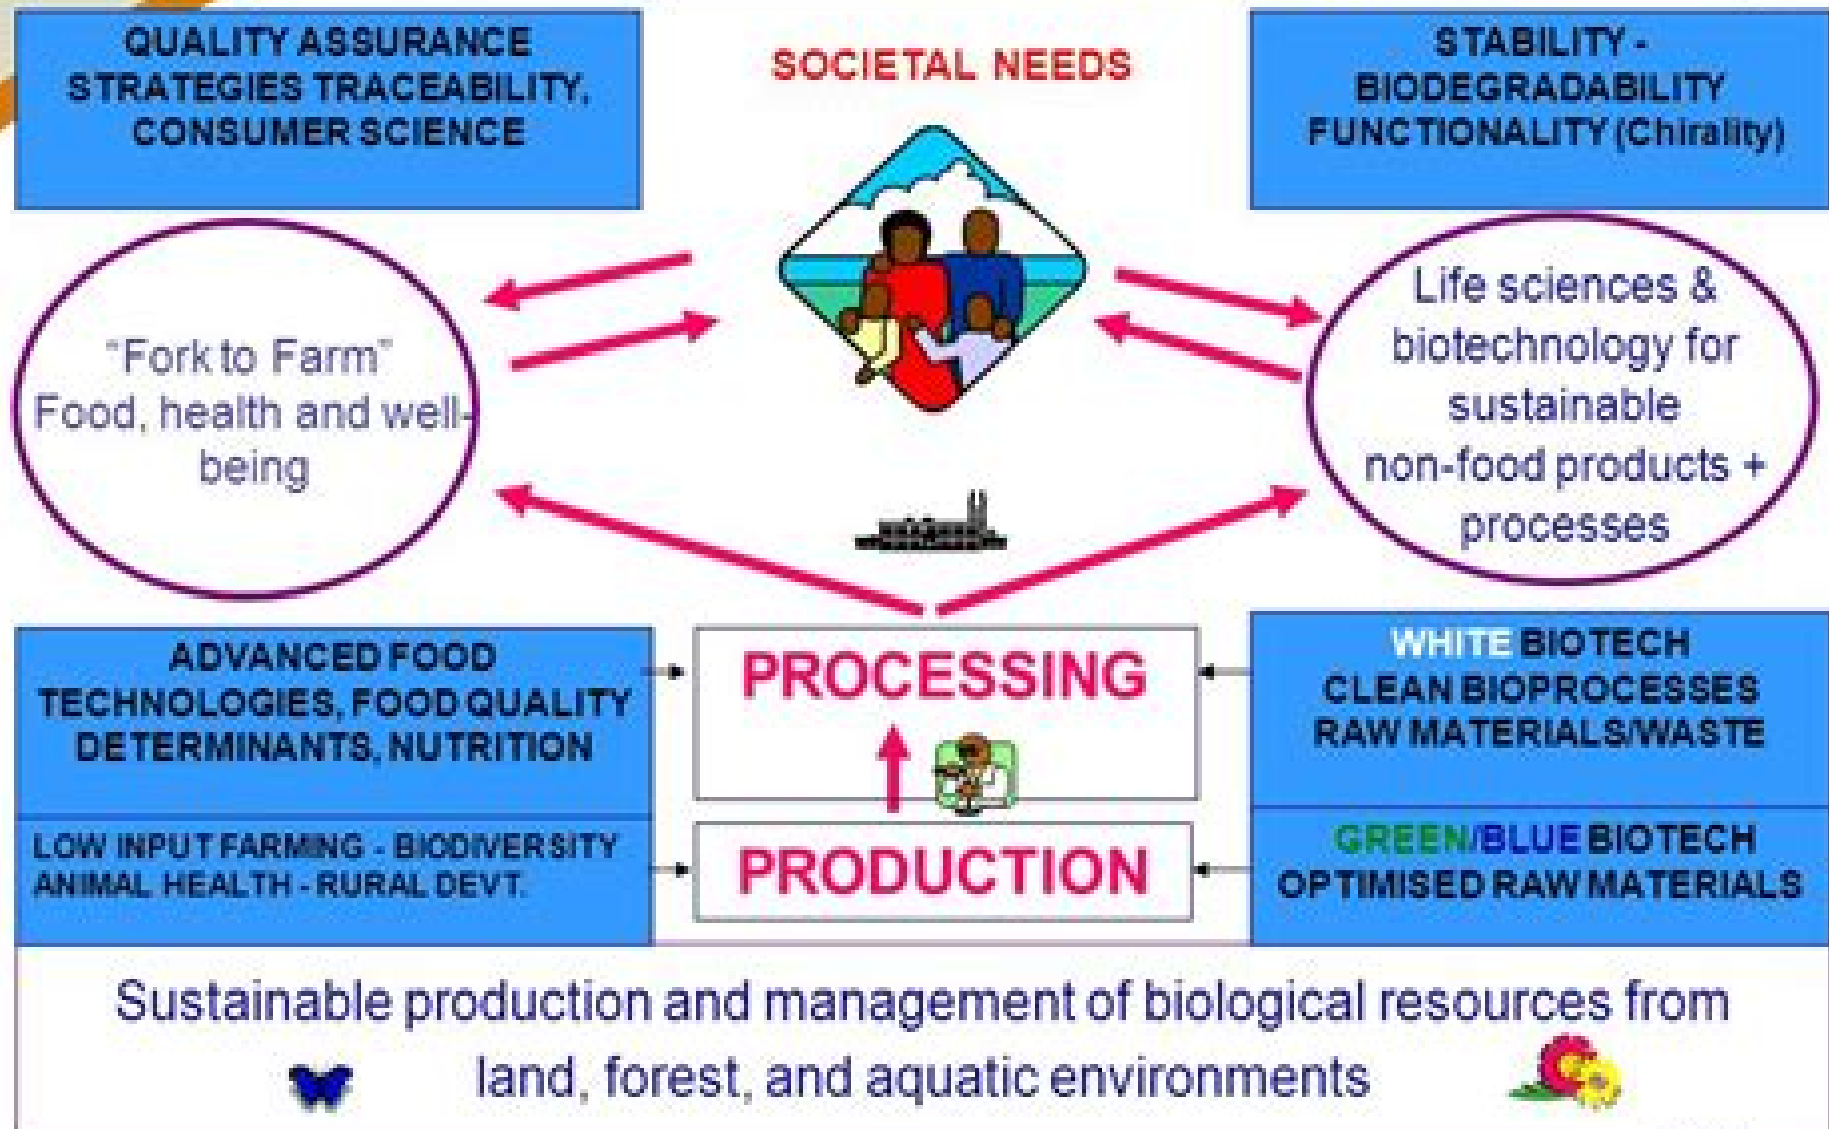 QUALITY ASSURANCE
STRATEGIES TRACEABILITY,
CONSUMER SCIENCE
SOCIETAL NEEDS
STABILITY -
BIODEGRADABILITY
FUNCTIONALITY (Chirality)
"Fork to Farm"
Food, health and well-
being
Life sciences &
biotechnology for
sustainable
non-food products +
processes
ADVANCED FOOD
TECHNOLOGIES, FOOD QUALITY
DETERMINANTS, NUTRITION
PROCESSING
WHITE BIOTECH
CLEAN BIOPROCESSES
RAW MATERIALS/WASTE
LOW INPUT FARMING - BIODIVERSITY
ANIMAL HEALTH - RURAL DEVT.
PRODUCTION
GREEN/BLUE BIOTECH
OPTIMISED RAW MATERIALS
Sustainable production and management of biological resources from
land, forest, and aquatic environments